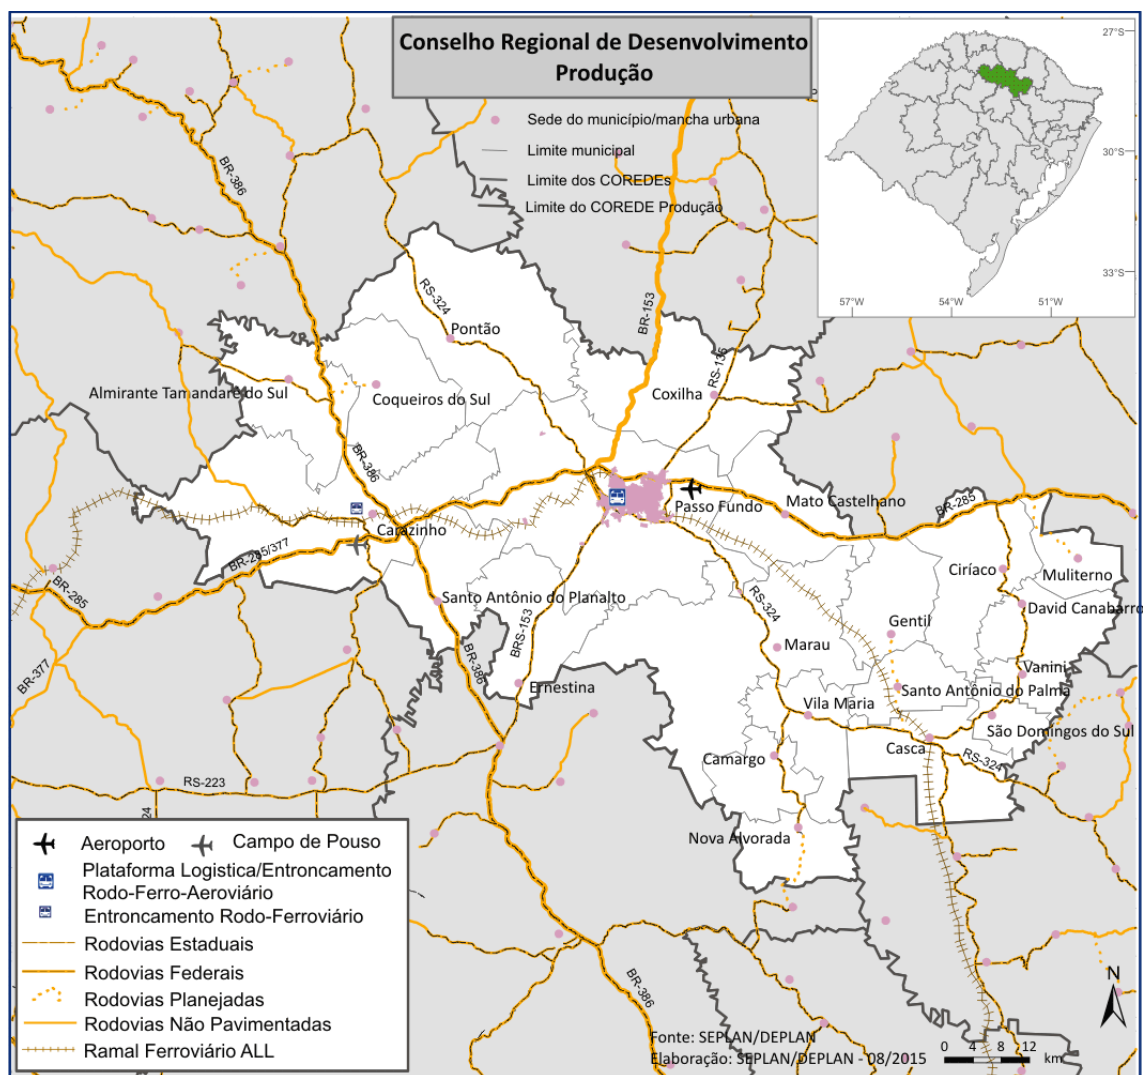 Conselho Regional de Desenvolvimento
Produção
Sede do município/mancha urbana
Limite municipal
Limite dos COREDEs
Limite do COREDE Produção
27°S
30°S
33°S
57°W
54°W
51°W
BR-386
RS-324
BR-153
RS-135
Pontão
Almirante Tamandaré do Sul
Coqueiros do Sul
Coxilha
BR-386
Passo Fundo
Mato Castelhano
BR-285
Carazinho
BR-285/377
BR-285
Santo Antônio do Planalto
BRS-153
BR-386
BR-377
Ernestina
RS-324
Ciríaco
Muliterno
David Canabarro
Gentil
Marau
Vanini
Santo Antônio do Palma
Vila Maria
São Domingos do Sul
Casca
RS-324
Camargo
Nova Alvorada
RS-223
24
Aeroporto
Campo de Pouso
Plataforma Logistica/Entroncamento
Rodo-Ferro-Aeroviário
Entroncamento Rodo-Ferroviário
Rodovias Estaduais
Rodovias Federais
Rodovias Planejadas
Rodovias Não Pavimentadas
Ramal Ferroviário ALL
BR-386
N
Fonte: SEPLAN/DEPLAN
Elaboração: SEPLAN/DEPLAN - 08/2015
0 4 8 12
km